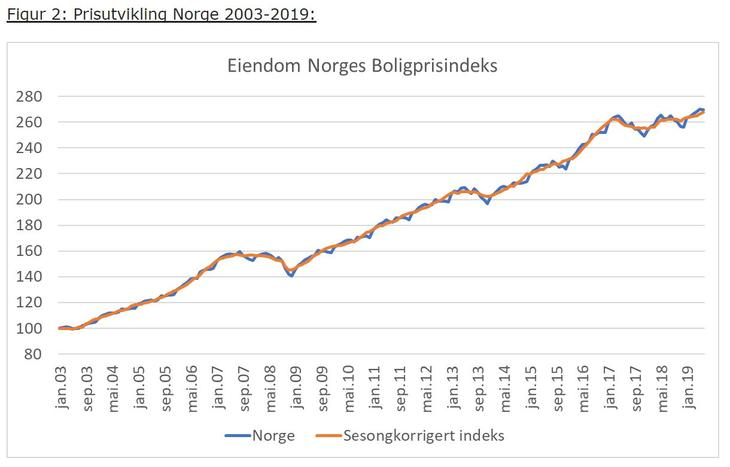 Figur 2: Prisutvikling Norge 2003-2019:
Eiendom Norges Boligprisindeks
280
260
240
220
200
180
160
140
120
100
80
jan.03
sep.03
mai.04
jan.05
sep.05
mai.06
jan.07
sep.07
mai.08
jan.09
sep.09
mai.10
jan.11
sep.11
mai.12
jan.13
sep.13
mai.14
jan.15
sep.15
mai.16
jan.17
sep.17
mai.18
jan.19
Norge
Sesongkorrigert indeks